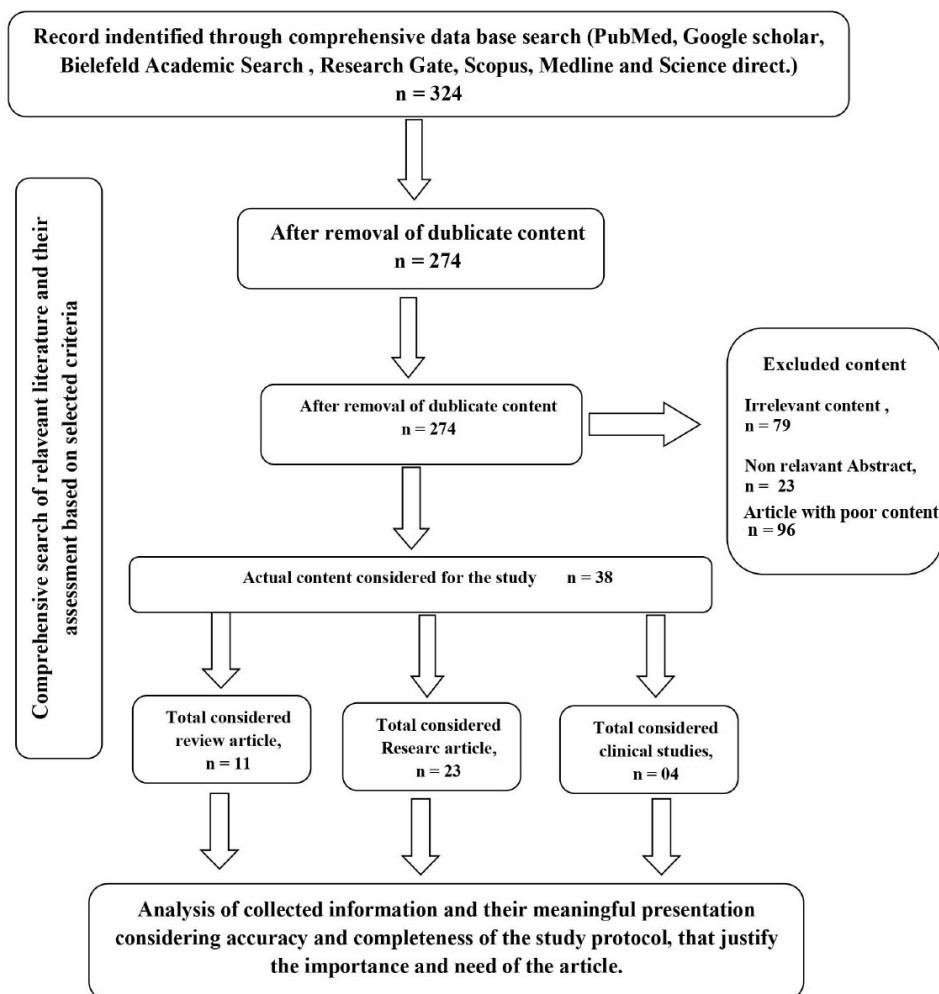 Record indentified through comprehensive data base search (PubMed, Google scholar,
Bielefeld Academic Search , Research Gate, Scopus, Medline and Science direct.)
n = 324
Comprehensive search of relaveant literature and their
assessment based on selected criteria
After removal of dublicate content
n = 274
After removal of dublicate content
n = 274
Excluded content
Irrelevant content ,
n = 79
Non relavant Abstract,
n = 23
Article with poor content
n = 96
Actual content considered for the study n = 38
Total considered
review article,
n = 11
Total considered
Researc article,
n = 23
Total considered
clinical studies,
n = 04
Analysis of collected information and their meaningful presentation
considering accuracy and completeness of the study protocol, that justify
the importance and need of the article.